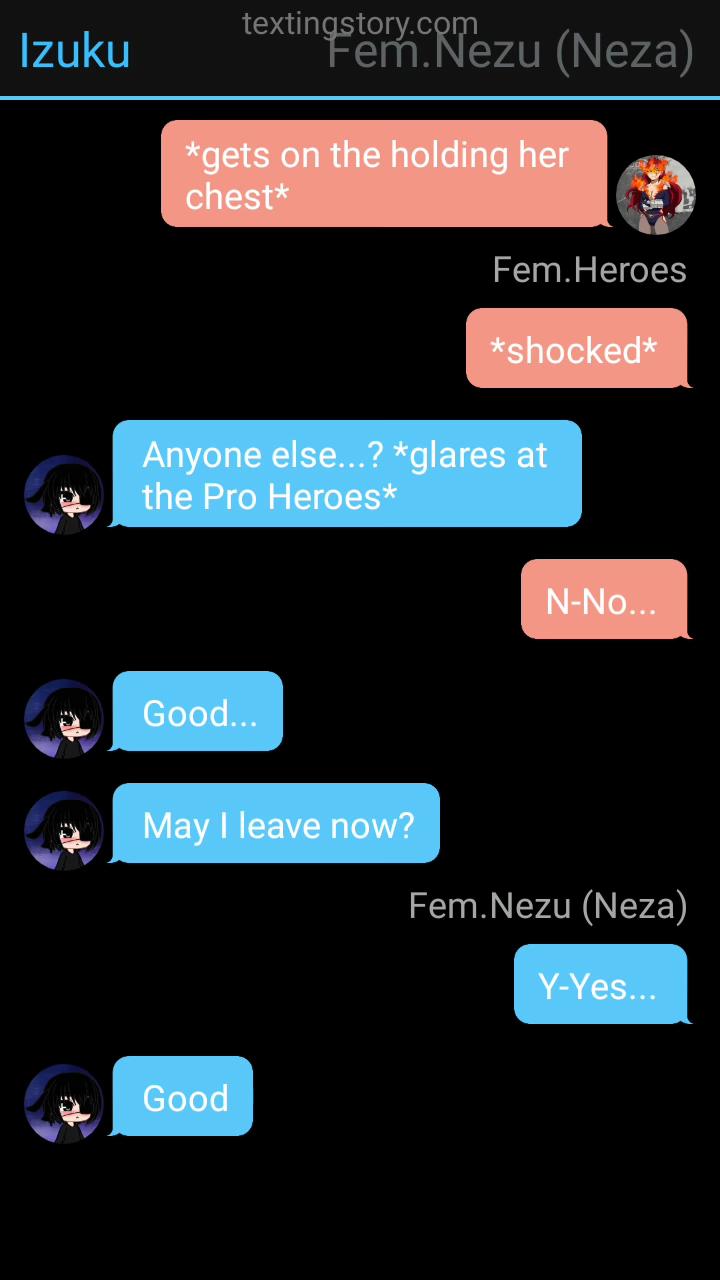 textingstory.com
Izuku
Fem.Nezu (Neza)
*gets on the holding her
chest*
Fem.Heroes
*shocked*
Anyone else...? *glares at
the Pro Heroes*
N-No...
Good...
May I leave now?
Fem.Nezu (Neza)
Y-Yes...
Good